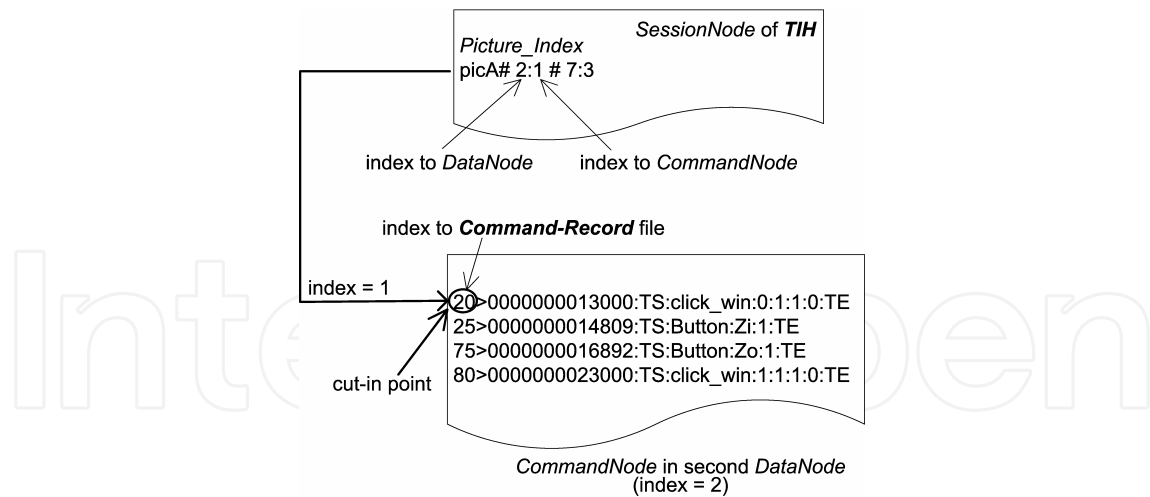 SessionNode of TIH
Picture_Index
picA# 2:1 # 7:3
index to DataNode
index to CommandNode
index to Command-Record file
index = 1
20>0000000013000:TS:click_win:0:1:1:0:TE
25>0000000014809:TS:Button:Zi:1:TE
75>0000000016892:TS:Button:Zo:1:TE
80>0000000023000:TS:click_win:1:1:1:0:TE
cut-in point
CommandNode in second DataNode
(index = 2)